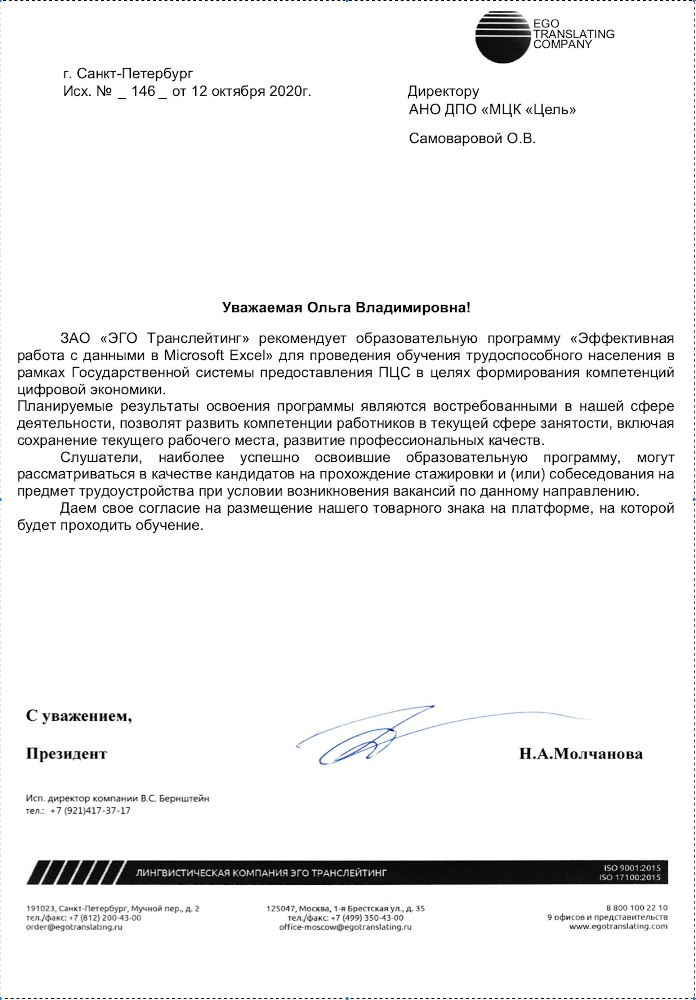 EGO
TRANSLATING
COMPANY
г. Санкт-Петербург
Исх. № _ 146 _ от 12 октября 2020г.
Директору
АНО ДПО «МЦК «Цель»
Самоваровой О.В.
Уважаемая Ольга Владимировна!
ЗАО «ЭГО Транслейтинг» рекомендует образовательную программу «Эффективная
работа с данными в Microsoft Excel» для проведения обучения трудоспособного населения в
рамках Государственной системы предоставления ПЦС в целях формирования компетенций
цифровой экономики.
Планируемые результаты освоения программы являются востребованными в нашей сфере
деятельности, позволят развить компетенции работников в текущей сфере занятости, включая
сохранение текущего рабочего места, развитие профессиональных качеств.
Слушатели, наиболее успешно освоившие образовательную программу, могут
рассматриваться в качестве кандидатов на прохождение стажировки и (или) собеседования на
предмет трудоустройства при условии возникновения вакансий по данному направлению.
Даем свое согласие на размещение нашего товарного знака на платформе, на которой
будет проходить обучение.
С уважением,
Президент
Н.А.Молчанова
Исп. директор компании В.С. Бернштейн
тел.: +7 (921)417-37-17
ЛИНГВИСТИЧЕСКАЯ КОМПАНИЯ ЭГО ТРАНСЛЕЙТИНГ
ISO 9001:2015
ISO 17100:2015
191023, Санкт-Петербург, Мучной пер., д. 2
тел./факс: +7 (812) 200-43-00
order@egotranslating.ru
125047, Москва, 1-я Брестская ул., д. 35
тел./факс: +7 (499) 350-43-00
office-moscow@egotranslating.ru
8 800 100 22 10
9 офисов и представительств
www.egotranslating.com